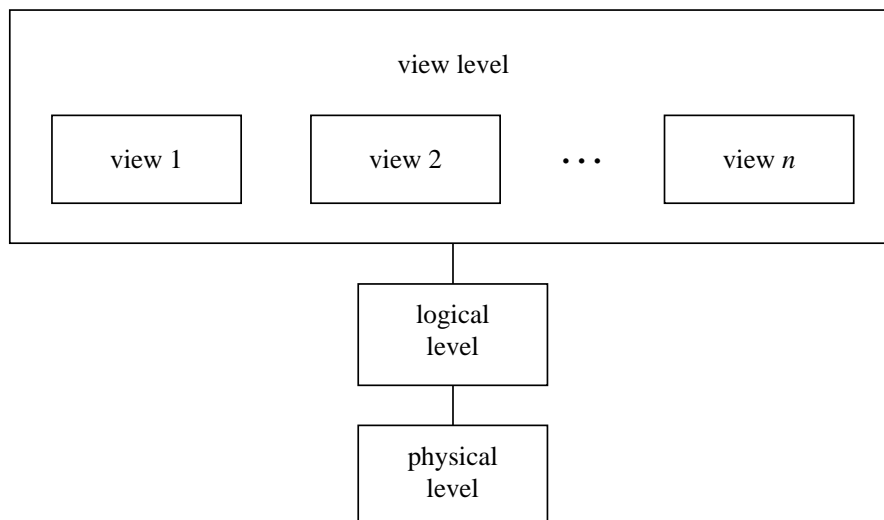 view level
view 1
view 2
...
view n
logical
level
physical
level